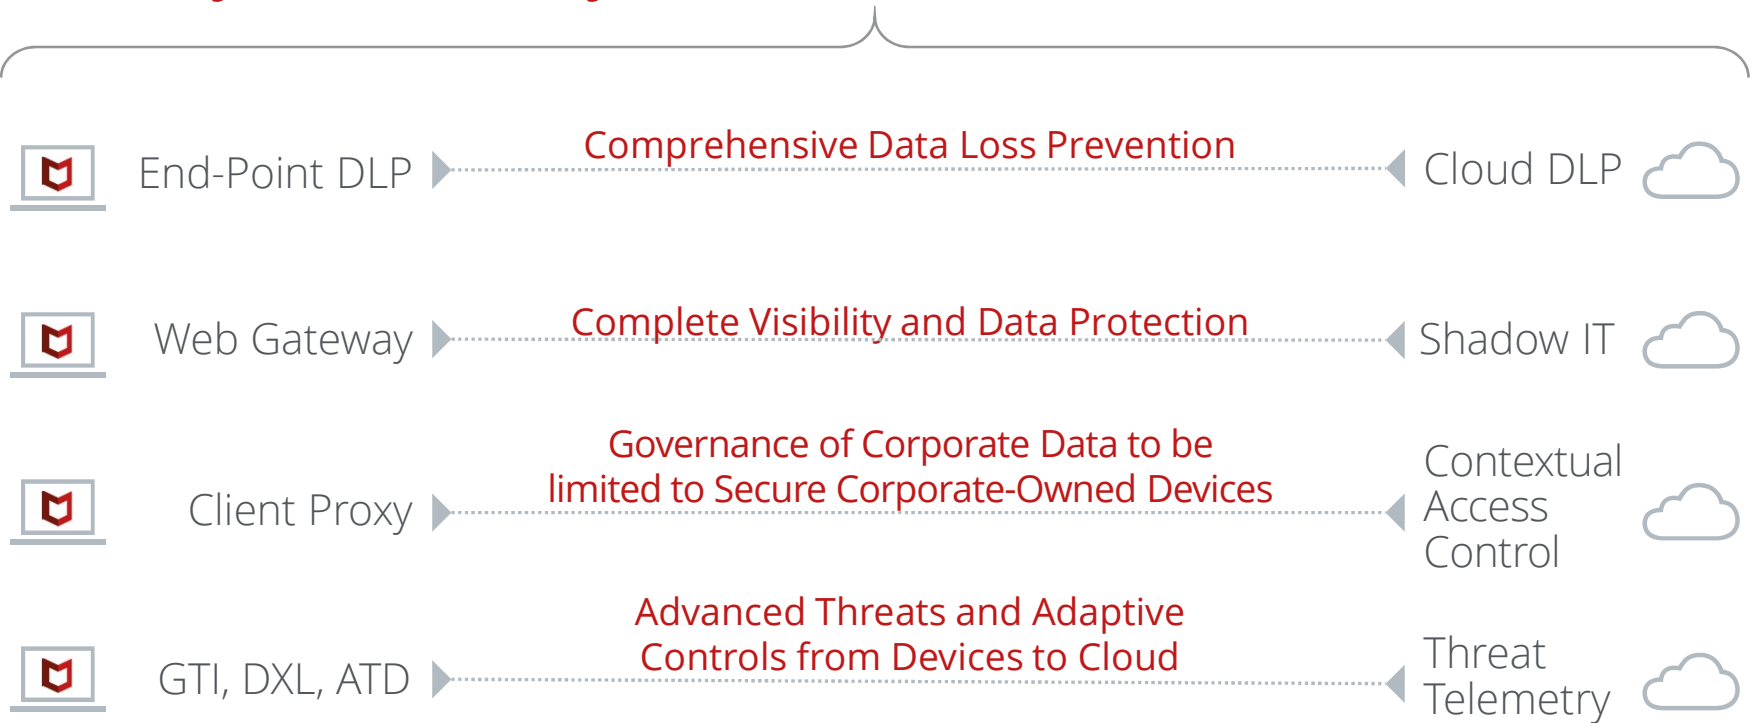 Comprehensive Data Loss Prevention
End-Point DLP
Cloud DLP
Complete Visibility and Data Protection
Web Gateway
Shadow IT
Governance of Corporate Data to be
limited to Secure Corporate-Owned Devices
Client Proxy
Contextual
Access
Control
Advanced Threats and Adaptive
Controls from Devices to Cloud
GTI, DXL, ATD
Threat
Telemetry